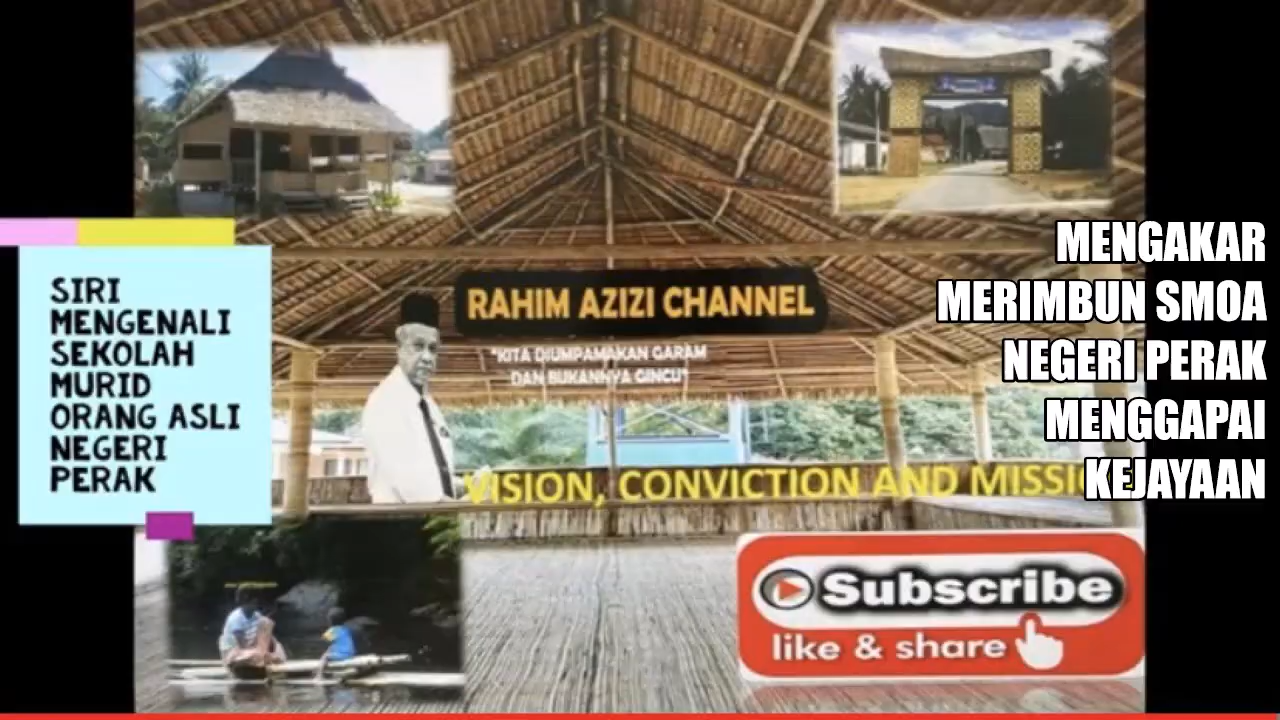 SIRI
MENGENALI
SEKOLAH
MURID
ORANG ASLI
NEGERI
PERAK
RAHIM AZIZI CHANNEL
"KITA DIUMPAMAKAN GARAM
DAN BUKANNYA GINCU"
VISION, CONVICTION AND MISSIO
MENGAKAR
MERIMBUN SMOA
NEGERI PERAK
MENGGAPAI
KEJAYAAN
Subscribe
like & share